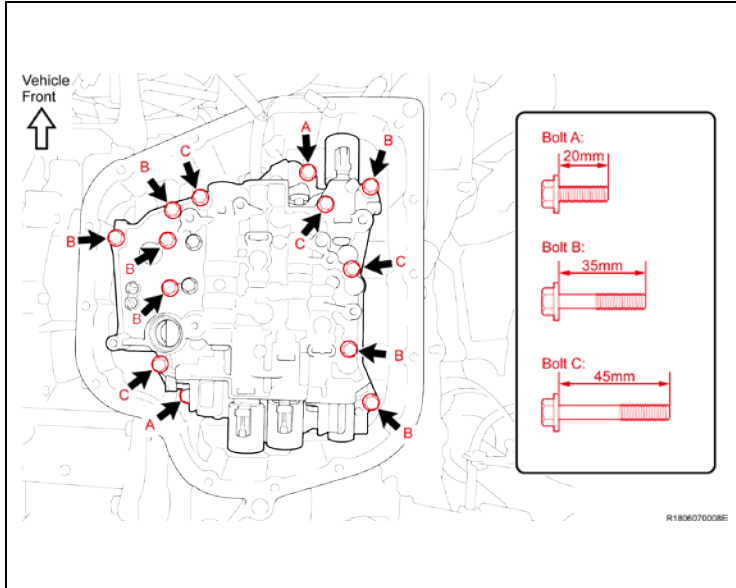 Vehicle
Front
A
B
C
B
B
C
B
B
C
B
B
C
A
B
Bolt A:
20mm
Bolt B:
35mm
Bolt C:
45mm
R1806070008E